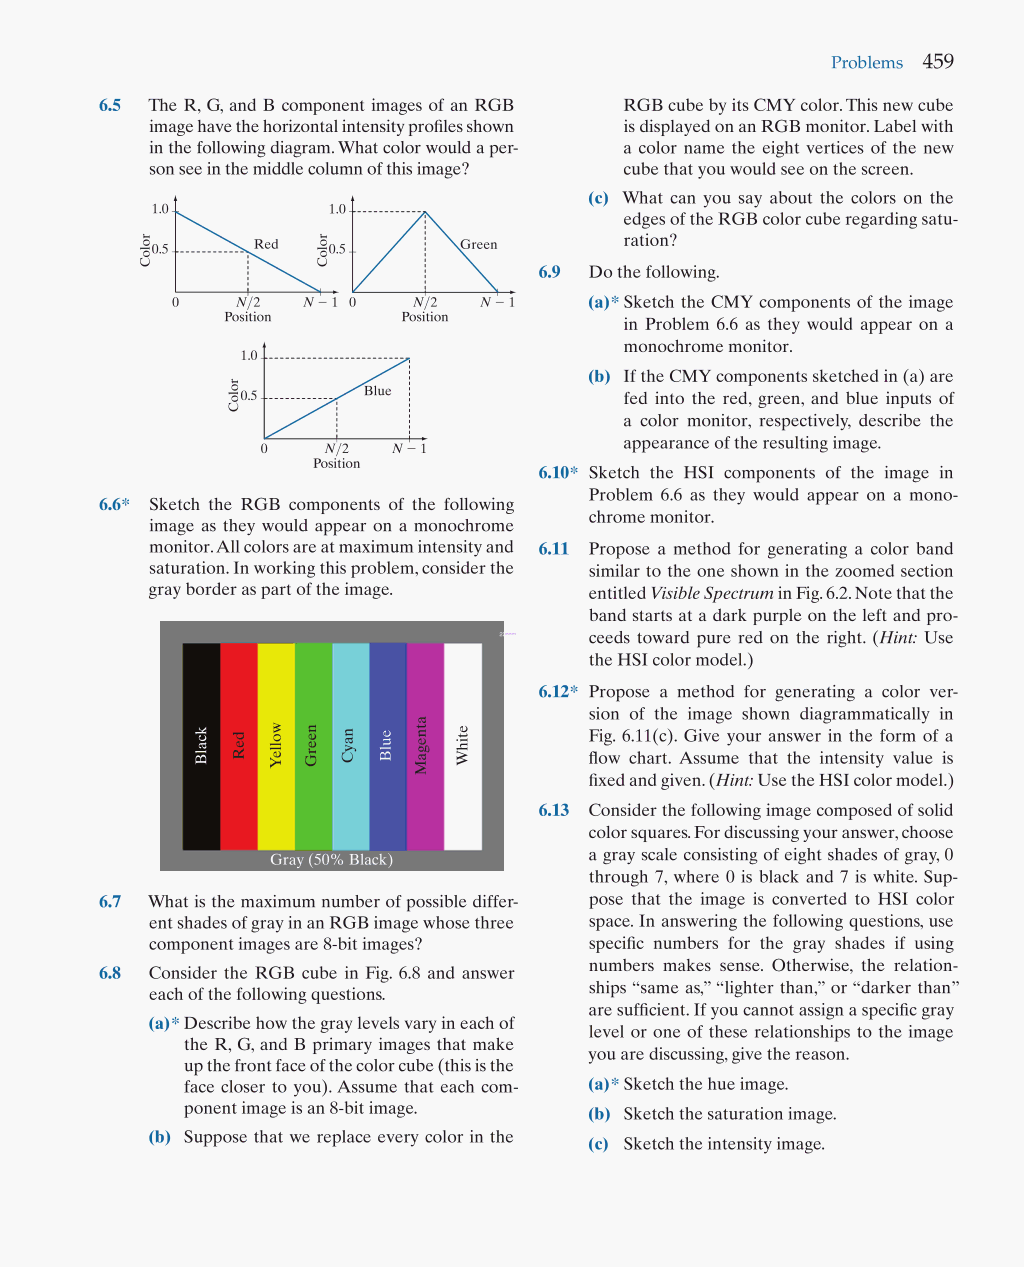 Problems 459
6.5 The R, G, and B component images of an RGB
image have the horizontal intensity profiles shown
in the following diagram. What color would a per-
son see in the middle column of this image?
1.0
0.5
Color
Red
0 N/2 N − 1
Position
1.0
0.5
Color
Green
0 N/2 N − 1
Position
1.0
0.5
Color
Blue
0 N/2 N − 1
Position
6.6* Sketch the RGB components of the following
image as they would appear on a monochrome
monitor. All colors are at maximum intensity and
saturation. In working this problem, consider the
gray border as part of the image.
Black
Red
Yellow
Green
Cyan
Blue
Magenta
White
Gray (50% Black)
6.7 What is the maximum number of possible differ-
ent shades of gray in an RGB image whose three
component images are 8-bit images?
6.8 Consider the RGB cube in Fig. 6.8 and answer
each of the following questions.
(a)* Describe how the gray levels vary in each of
the R, G, and B primary images that make
up the front face of the color cube (this is the
face closer to you). Assume that each com-
ponent image is an 8-bit image.
(b) Suppose that we replace every color in the
RGB cube by its CMY color. This new cube
is displayed on an RGB monitor. Label with
a color name the eight vertices of the new
cube that you would see on the screen.
(c) What can you say about the colors on the
edges of the RGB color cube regarding satu-
ration?
6.9 Do the following.
(a)* Sketch the CMY components of the image
in Problem 6.6 as they would appear on a
monochrome monitor.
(b) If the CMY components sketched in (a) are
fed into the red, green, and blue inputs of
a color monitor, respectively, describe the
appearance of the resulting image.
6.10* Sketch the HSI components of the image in
Problem 6.6 as they would appear on a mono-
chrome monitor.
6.11 Propose a method for generating a color band
similar to the one shown in the zoomed section
entitled Visible Spectrum in Fig. 6.2. Note that the
band starts at a dark purple on the left and pro-
ceeds toward pure red on the right. (Hint: Use
the HSI color model.)
6.12* Propose a method for generating a color ver-
sion of the image shown diagrammatically in
Fig. 6.11(c). Give your answer in the form of a
flow chart. Assume that the intensity value is
fixed and given. (Hint: Use the HSI color model.)
6.13 Consider the following image composed of solid
color squares. For discussing your answer, choose
a gray scale consisting of eight shades of gray, 0
through 7, where 0 is black and 7 is white. Sup-
pose that the image is converted to HSI color
space. In answering the following questions, use
specific numbers for the gray shades if using
numbers makes sense. Otherwise, the relation-
ships “same as,” “lighter than,” or “darker than”
are sufficient. If you cannot assign a specific gray
level or one of these relationships to the image
you are discussing, give the reason.
(a)* Sketch the hue image.
(b) Sketch the saturation image.
(c) Sketch the intensity image.